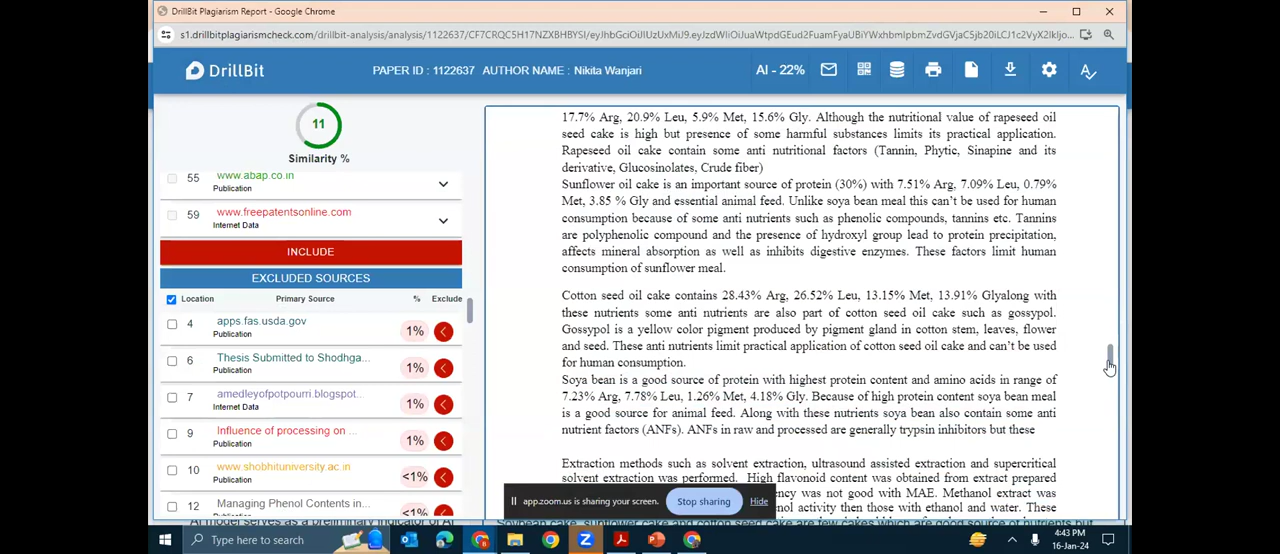 DrillBit Plagiarism Report - Google Chrome
s1.drillbitplagiarismcheck.com/drillbit-analysis/analysis/1122637/
DrillBit
PAPER ID : 1122637 AUTHOR NAME : Nikita Wanjari
AI - 22%
11
Similarity %
55 www.abap.co.in
Publication
59 www.freepatentsonline.com
Internet Data
INCLUDE
EXCLUDED SOURCES
Location Primary Source % Exclude
4 apps.fas.usda.gov 1%
Publication
6 Thesis Submitted to Shodhga... 1%
Publication
7 amedleyofpotpourri.blogspot... 1%
Internet Data
9 Influence of processing on ... 1%
Publication
10 www.shobhituniversity.ac.in <1%
Publication
12 Managing Phenol Contents in... <1%
17.7% Arg, 20.9% Leu, 5.9% Met, 15.6% Gly. Although the nutritional value of rapeseed oil
seed cake is high but presence of some harmful substances limits its practical application.
Rapeseed oil cake contain some anti nutritional factors (Tannin, Phytic, Sinapine and its
derivative, Glucosinolates, Crude fiber)
Sunflower oil cake is an important source of protein (30%) with 7.51% Arg, 7.09% Leu, 0.79%
Met, 3.85 % Gly and essential animal feed. Unlike soya bean meal this can't be used for human
consumption because of some anti nutrients such as phenolic compounds, tannins etc. Tannins
are polyphenolic compound and the presence of hydroxyl group lead to protein precipitation,
affects mineral absorption as well as inhibits digestive enzymes. These factors limit human
consumption of sunflower meal.
Cotton seed oil cake contains 28.43% Arg, 26.52% Leu, 13.15% Met, 13.91% Glyalong with
these nutrients some anti nutrients are also part of cotton seed oil cake such as gossypol.
Gossypol is a yellow color pigment produced by pigment gland in cotton stem, leaves, flower
and seed. These anti nutrients limit practical application of cotton seed oil cake and can't be used
for human consumption.
Soya bean is a good source of protein with highest protein content and amino acids in range of
7.23% Arg, 7.78% Leu, 1.26% Met, 4.18% Gly. Because of high protein content soya bean meal
is a good source for animal feed. Along with these nutrients soya bean also contain some anti
nutrient factors (ANFs). ANFs in raw and processed are generally trypsin inhibitors but these
Extraction methods such as solvent extraction, ultrasound assisted extraction and supercritical
solvent extraction was performed. High flavonoid content was obtained from extract prepared
ency was not good with MAE. Methanol extract was
nol activity than those with ethanol and water. These
app.zoom.us is sharing your screen. Stop sharing Hide
Type here to search
4:43 PM
16-Jan-24